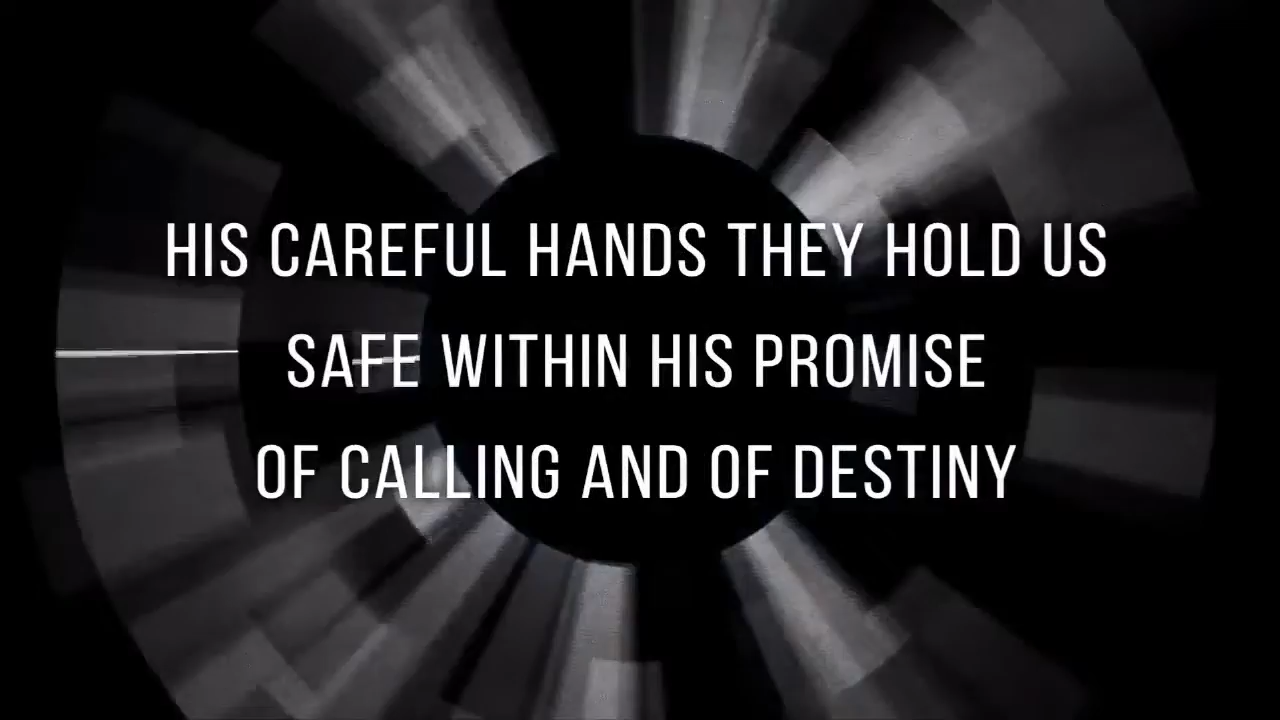 HIS CAREFUL HANDS THEY HOLD US
SAFE WITHIN HIS PROMISE
OF CALLING AND OF DESTINY